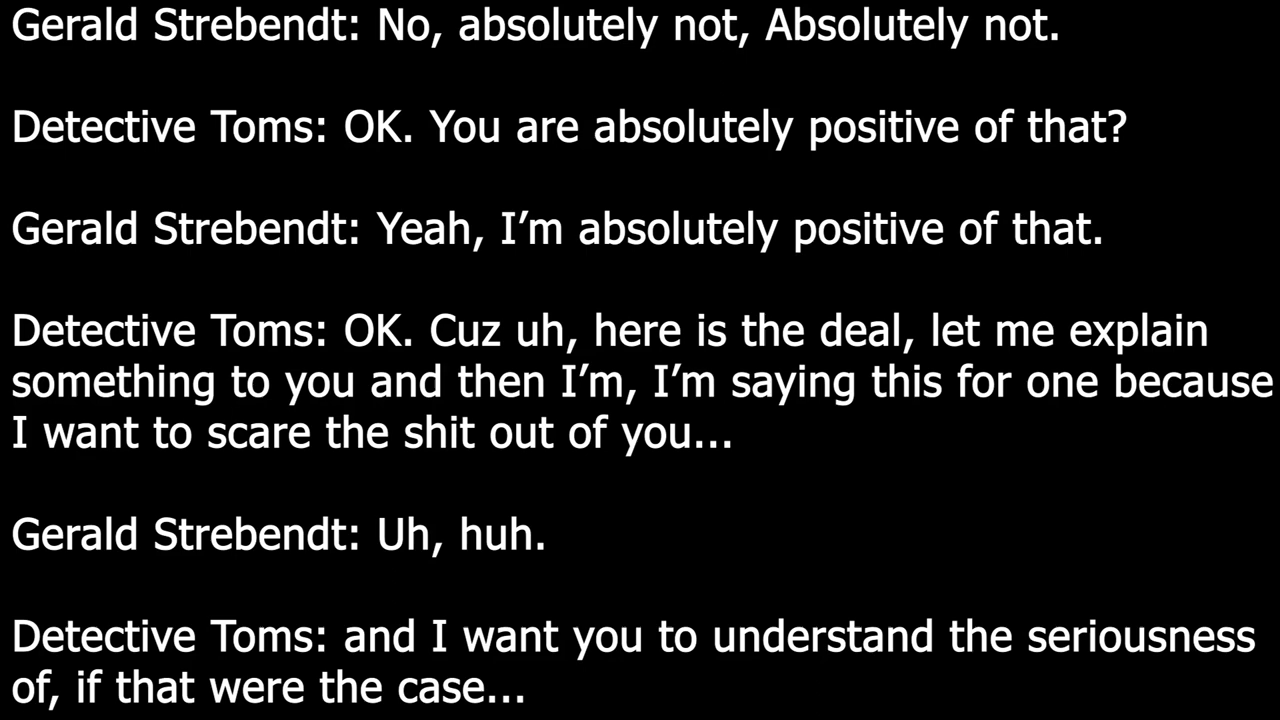 Gerald Strebendt: No, absolutely not, Absolutely not.
Detective Toms: OK. You are absolutely positive of that?
Gerald Strebendt: Yeah, I’m absolutely positive of that.
Detective Toms: OK. Cuz uh, here is the deal, let me explain
something to you and then I’m, I’m saying this for one because
I want to scare the shit out of you...
Gerald Strebendt: Uh, huh.
Detective Toms: and I want you to understand the seriousness
of, if that were the case...